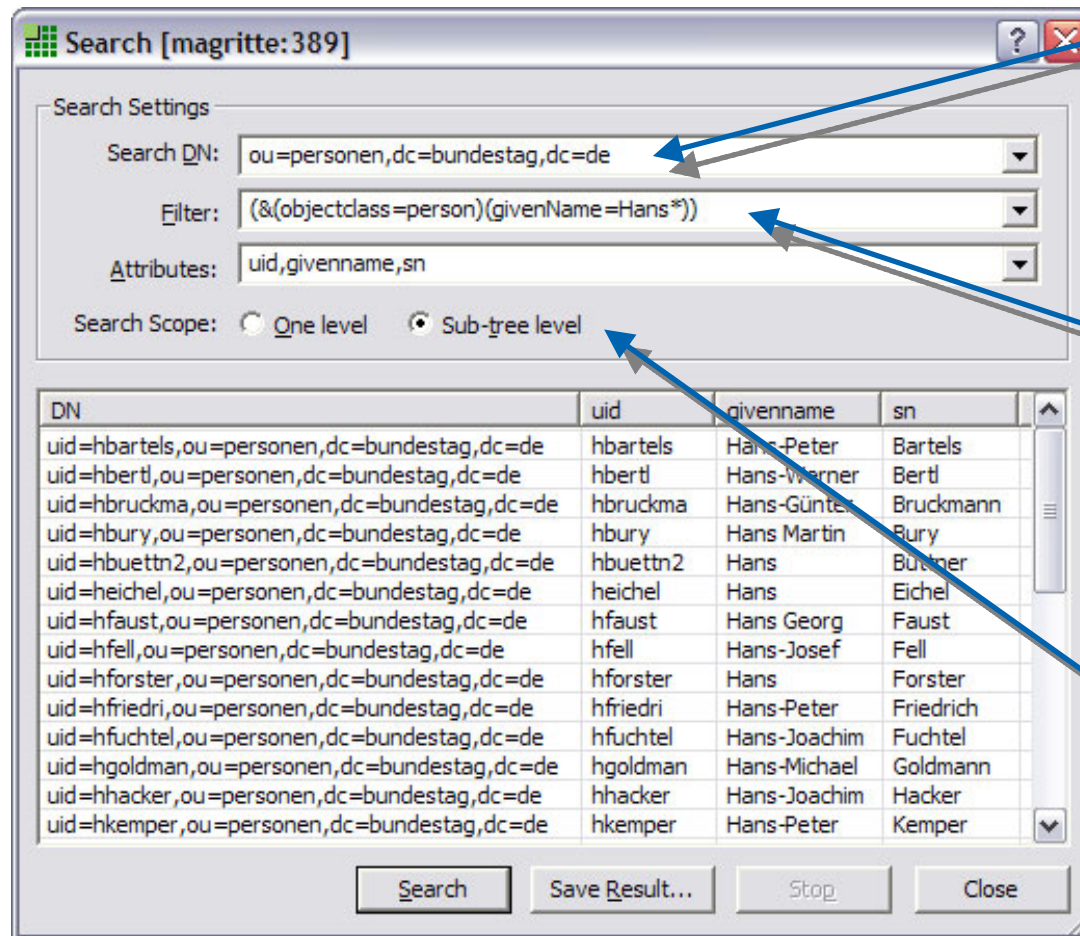 Search [magritte:389]
Search Settings
Search DN: ou=personen,dc=bundestag,dc=de
Filter: (&(objectclass=person)(givenName=Hans*))
Attributes: uid,givenname,sn
Search Scope: One level Sub-tree level
DN uid givenname sn
uid=hbartels,ou=personen,dc=bundestag,dc=de hbartels Hans-Peter Bartels
uid=hbertl,ou=personen,dc=bundestag,dc=de hbertl Hans-Werner Bertl
uid=hbruckma,ou=personen,dc=bundestag,dc=de hbruckma Hans-Günter Bruckmann
uid=hbury,ou=personen,dc=bundestag,dc=de hbury Hans Martin Bury
uid=hbuettn2,ou=personen,dc=bundestag,dc=de hbuettn2 Hans Büttner
uid=heichel,ou=personen,dc=bundestag,dc=de heichel Hans Eichel
uid=hfaust,ou=personen,dc=bundestag,dc=de hfaust Hans Georg Faust
uid=hfell,ou=personen,dc=bundestag,dc=de hfell Hans-Josef Fell
uid=hforster,ou=personen,dc=bundestag,dc=de hforster Hans Forster
uid=hfriedri,ou=personen,dc=bundestag,dc=de hfriedri Hans-Peter Friedrich
uid=hfuchtel,ou=personen,dc=bundestag,dc=de hfuchtel Hans-Joachim Fuchtel
uid=hgoldman,ou=personen,dc=bundestag,dc=de hgoldman Hans-Michael Goldmann
uid=hhacker,ou=personen,dc=bundestag,dc=de hhacker Hans-Joachim Hacker
uid=hkemper,ou=personen,dc=bundestag,dc=de hkemper Hans-Peter Kemper
Search Save Result... Stop Close